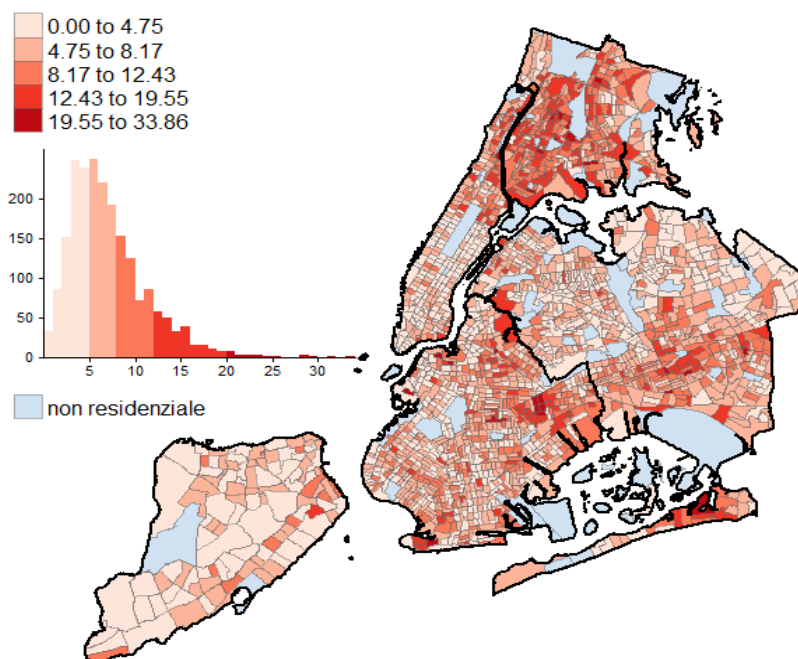 0.00 to 4.75
4.75 to 8.17
8.17 to 12.43
12.43 to 19.55
19.55 to 33.86
200
150
100
50
0
5 10 15 20 25 30
non residenziale